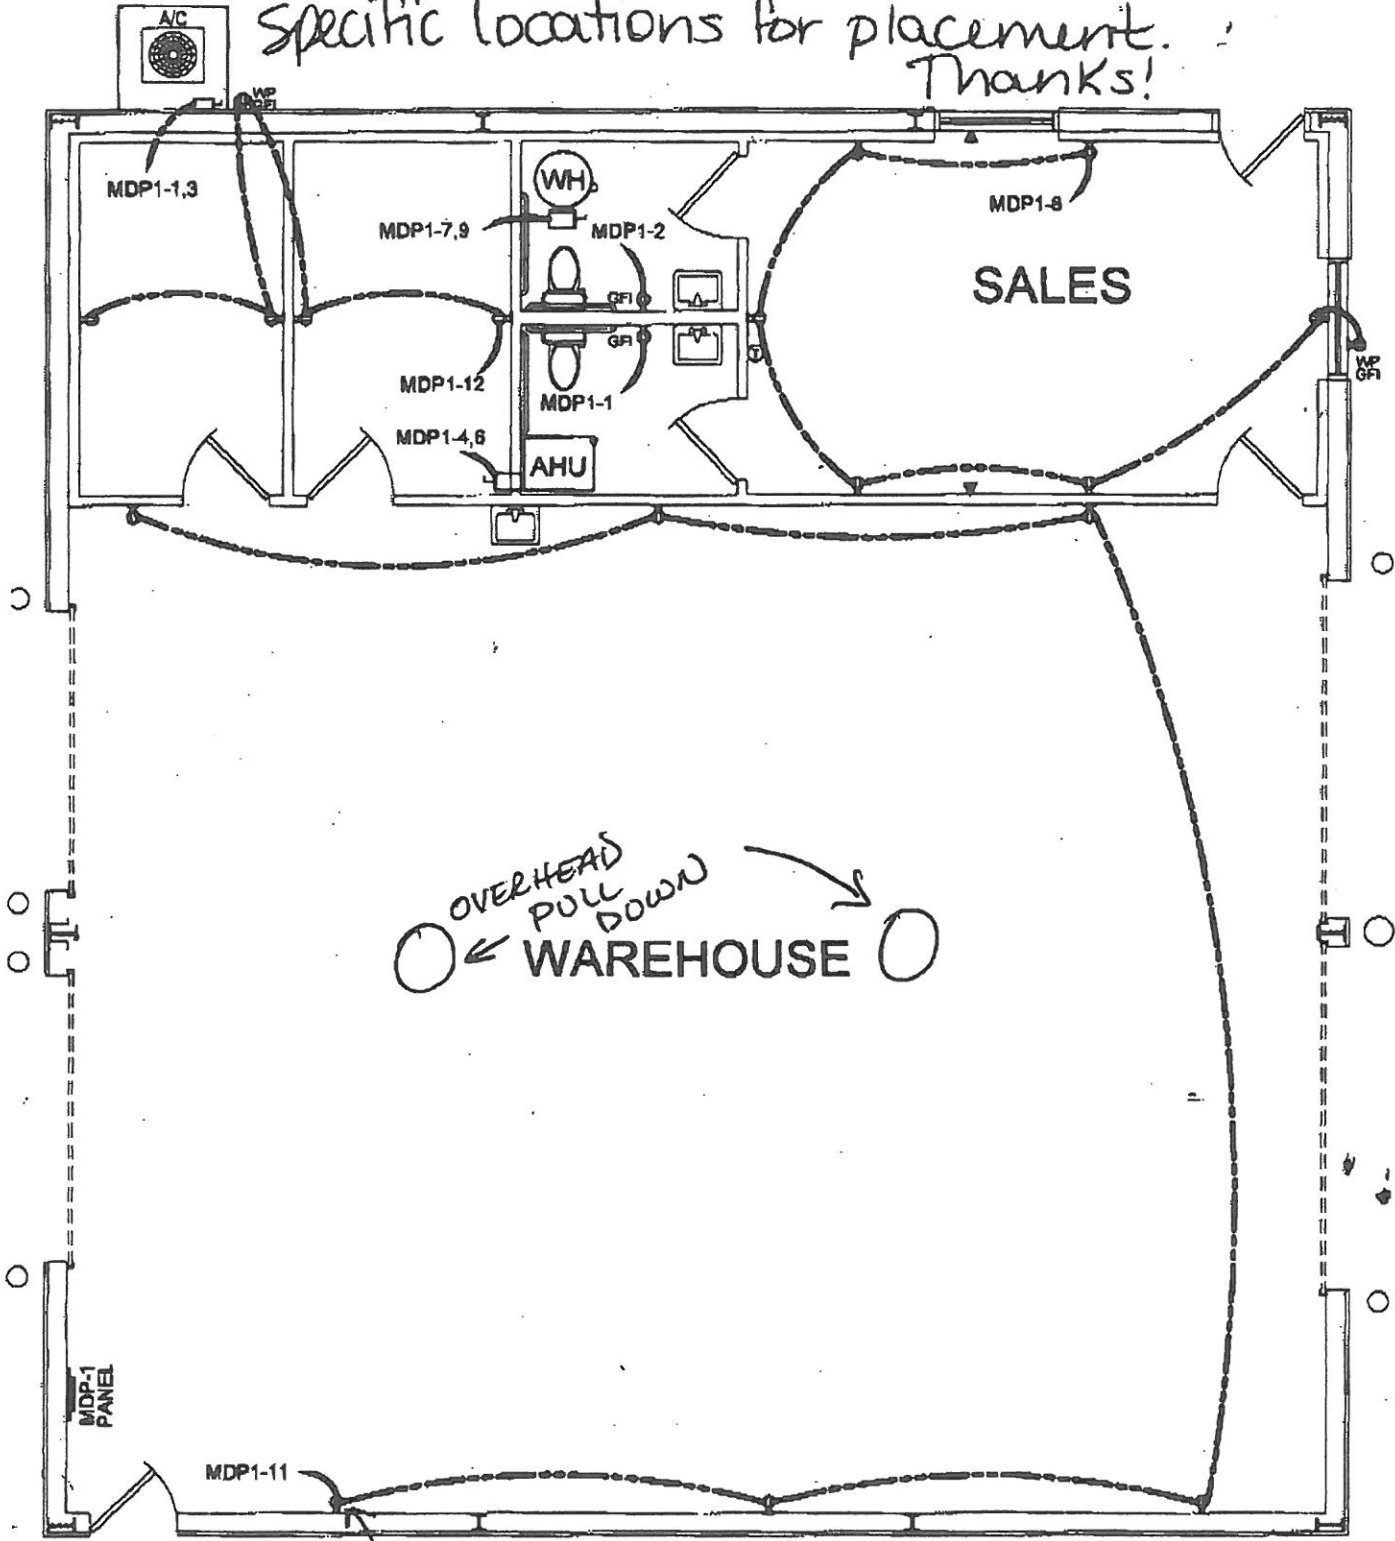 Specific locations for placement.
Thanks!
A/C
WP
GFI
MDP1-1,3
WH
MDP1-7,9
MDP1-2
MDP1-8
SALES
GFI
GFI
WP
GFI
MDP1-12
MDP1-1
MDP1-4,6
AHU
OVERHEAD
PULL
DOWN
WAREHOUSE
MDP-1
PANEL
MDP1-11